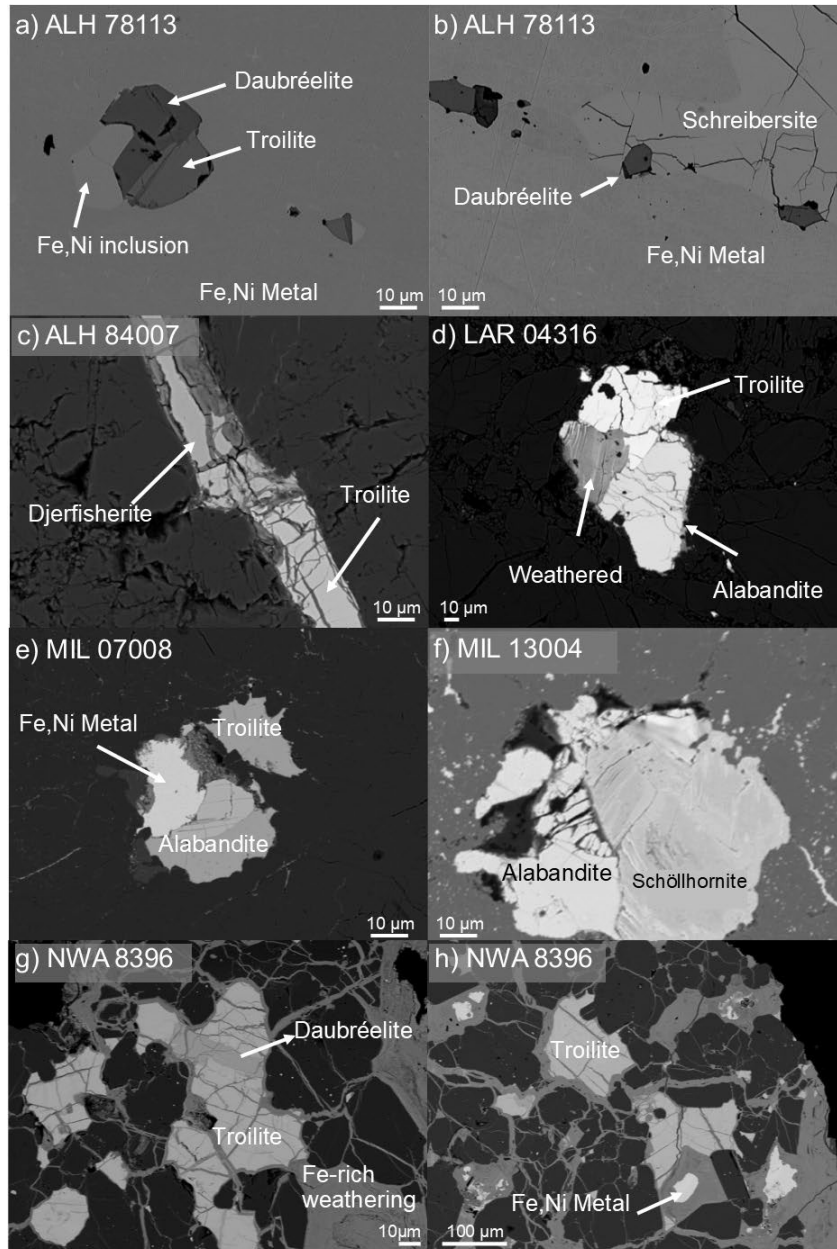 a) ALH 78113
Daubréelite
Troilite
Fe,Ni inclusion
Fe,Ni Metal
10 µm
b) ALH 78113
Schreibersite
Daubréelite
Fe,Ni Metal
10 µm
c) ALH 84007
Djerfisherite
Troilite
10 µm
d) LAR 04316
Troilite
Weathered
Alabandite
10 µm
e) MIL 07008
Fe,Ni Metal
Troilite
Alabandite
10 µm
f) MIL 13004
Alabandite
Schöllhornite
10 µm
g) NWA 8396
Daubréelite
Troilite
Fe-rich
weathering
10µm
h) NWA 8396
Troilite
Fe,Ni Metal
100 µm